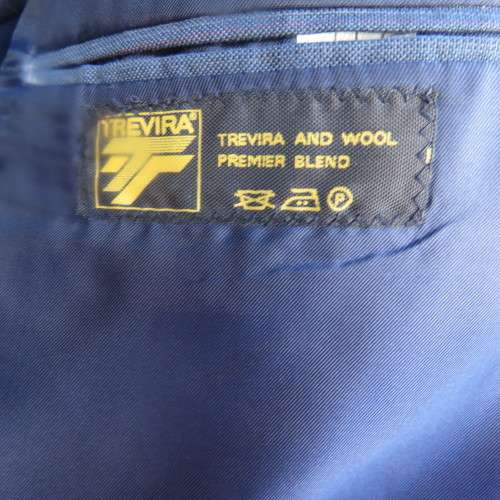 TREVIRA®
TREVIRA AND WOOL
PREMIER BLEND
P